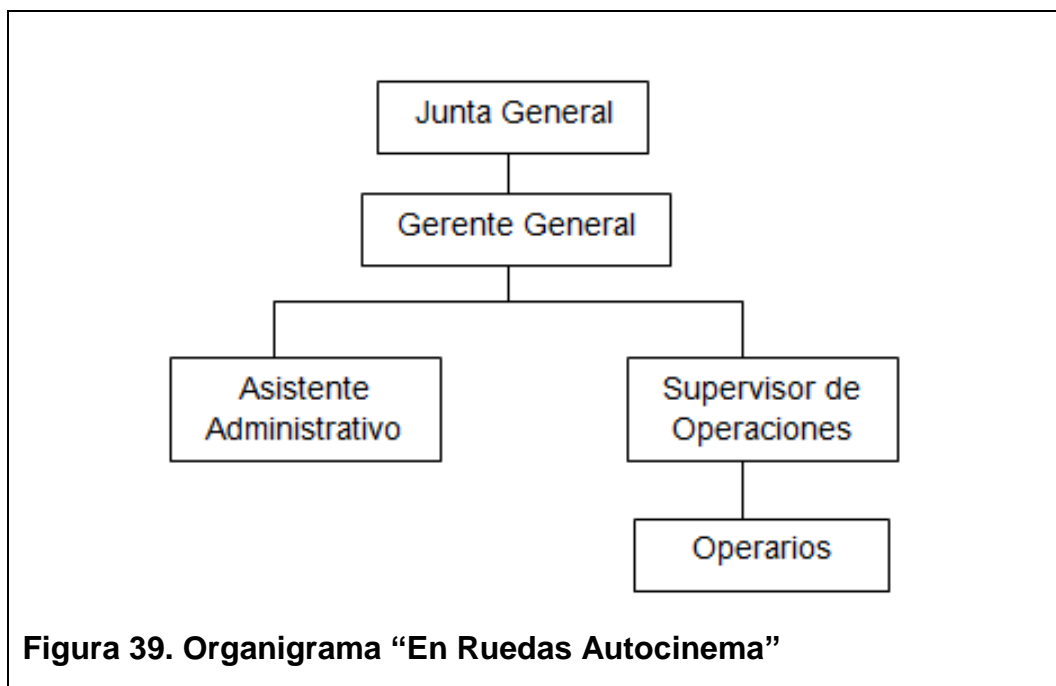 Junta General
Gerente General
Asistente
Administrativo
Supervisor de
Operaciones
Operarios
Figura 39. Organigrama “En Ruedas Autocinema”